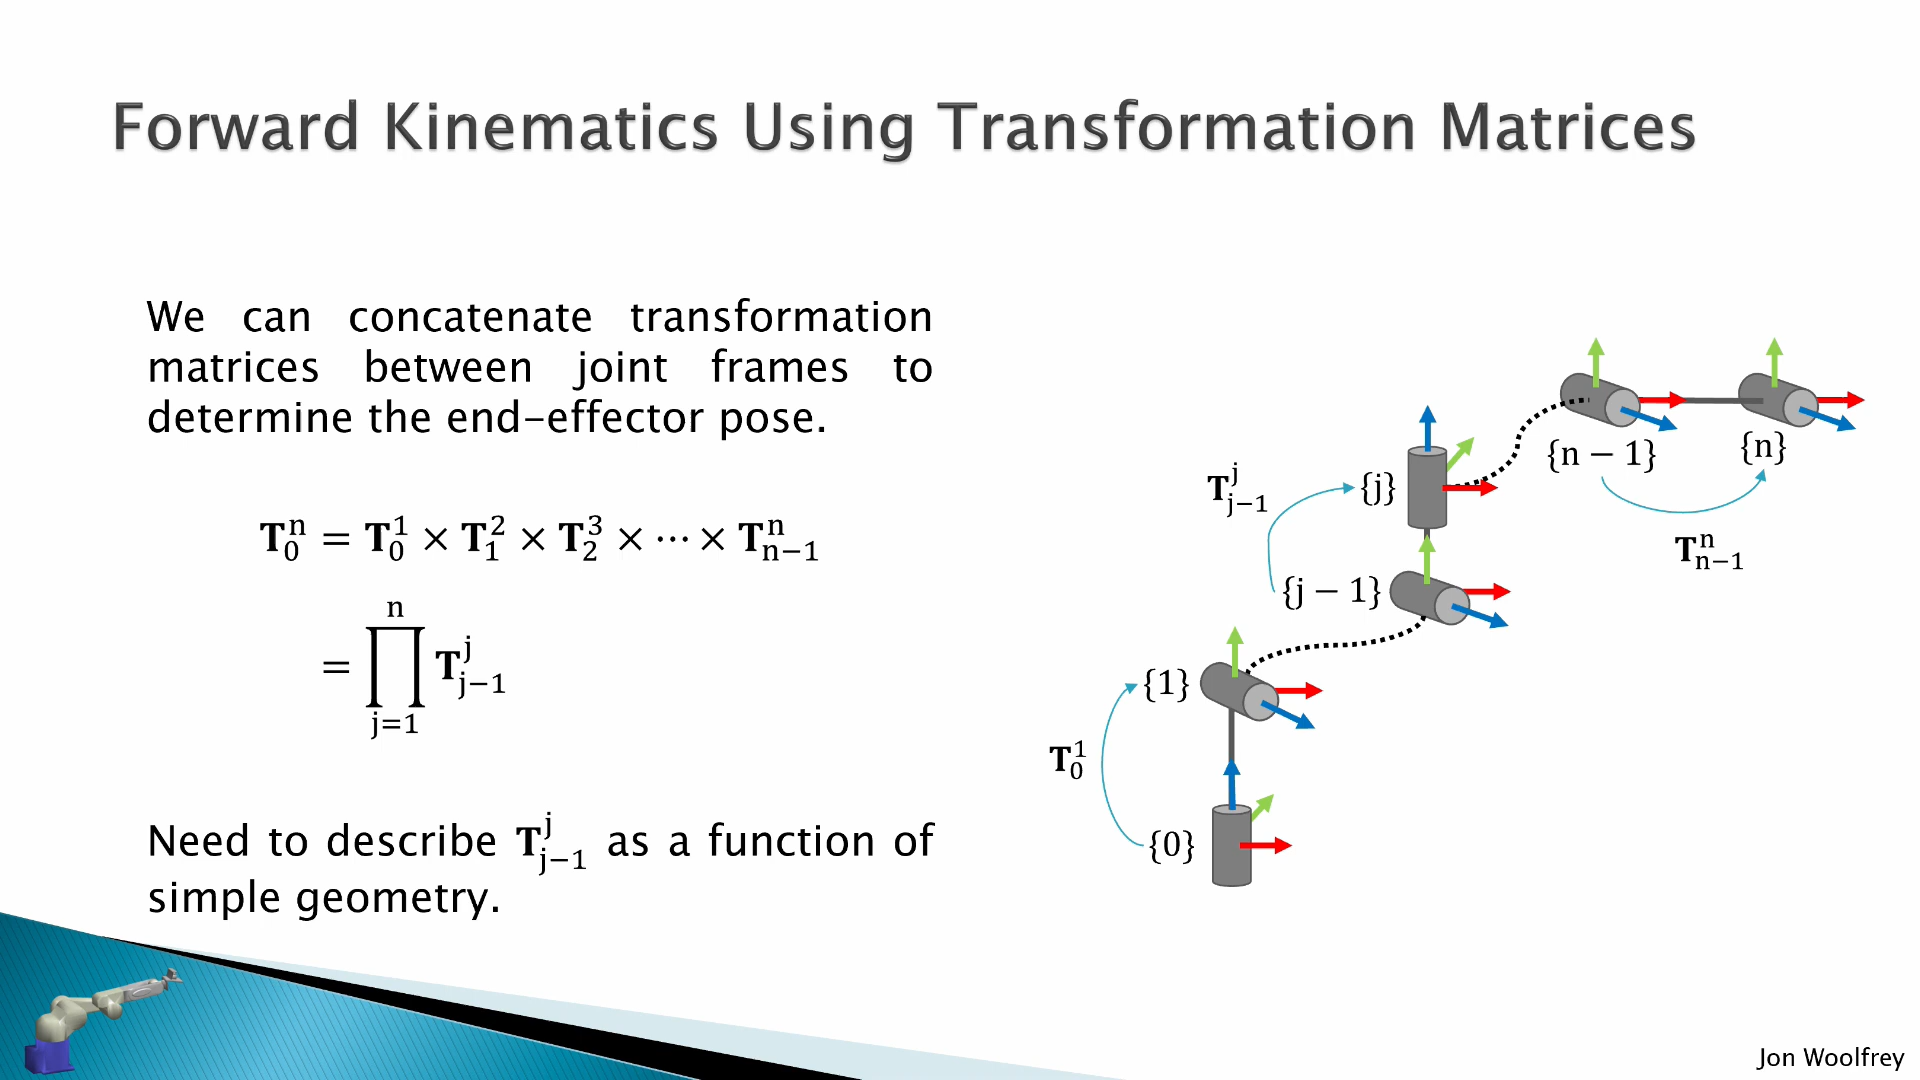 Forward Kinematics Using Transformation Matrices
We can concatenate transformation
matrices between joint frames to
determine the end-effector pose.
𝐓₀ⁿ = 𝐓₀¹ × 𝐓₁² × 𝐓₂³ × ⋯ × 𝐓ₙ₋₁ⁿ
= ∏ⱼ₌₁ⁿ 𝐓ⱼ₋₁ʲ
Need to describe 𝐓ⱼ₋₁ʲ as a function of
simple geometry.
{n − 1}
{n}
𝐓ₙ₋₁ⁿ
𝐓ⱼ₋₁ʲ
{j}
{j − 1}
{1}
𝐓₀¹
{0}
Jon Woolfrey